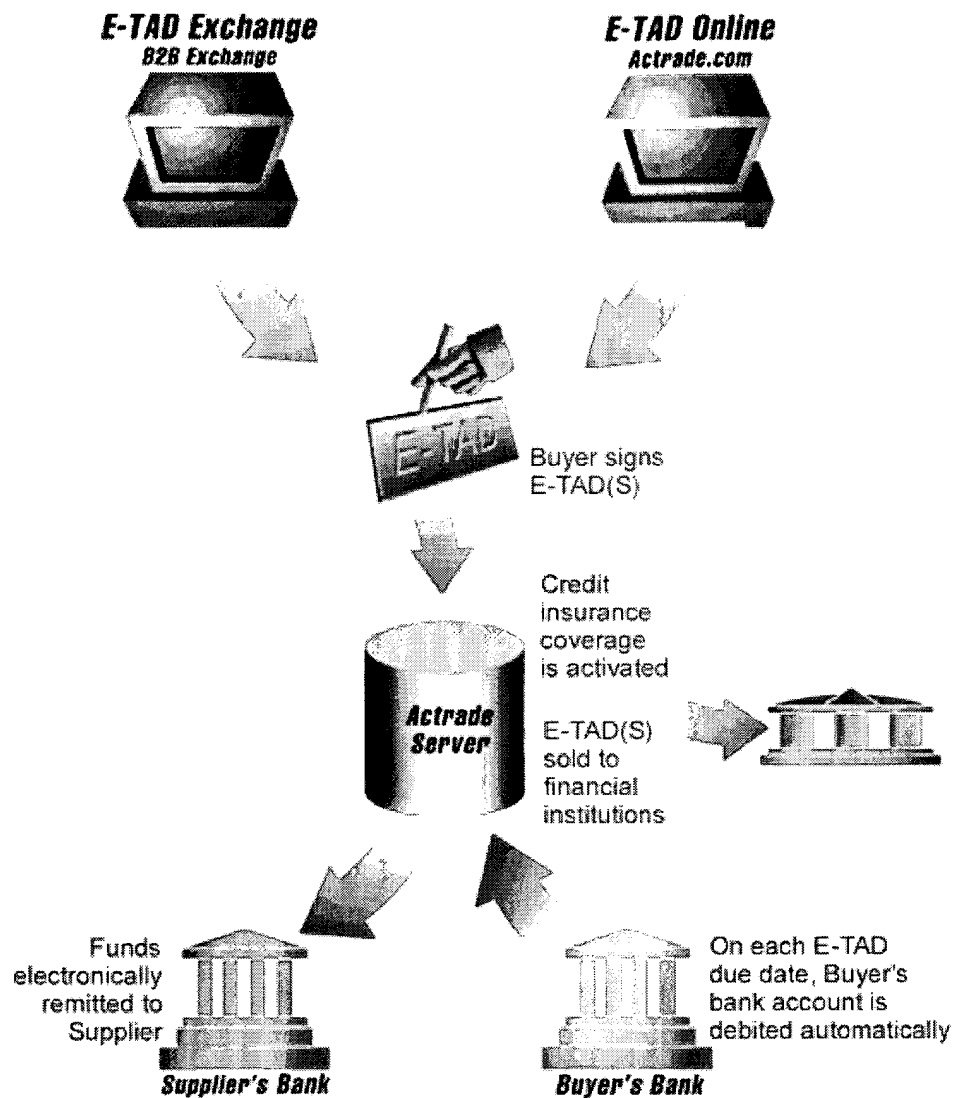 E-TAD Exchange
B2B Exchange
E-TAD Online
Actrade.com
E-TAD
Buyer signs
E-TAD(S)
Credit
insurance
coverage
is activated
Actrade
Server
E-TAD(S)
sold to
financial
institutions
Funds
electronically
remitted to
Supplier
Supplier's Bank
On each E-TAD
due date, Buyer's
bank account is
debited automatically
Buyer's Bank